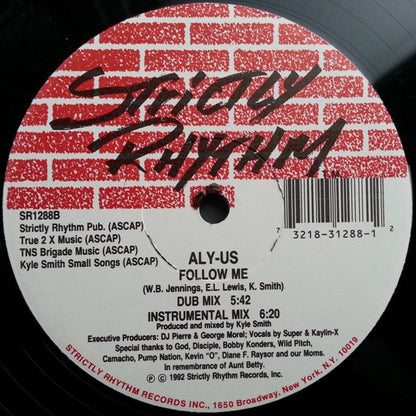 STRICTLY
RHYTHM TM
SR1288B
Strictly Rhythm Pub. (ASCAP)
True 2 X Music (ASCAP)
TNS Brigade Music (ASCAP)
Kyle Smith Small Songs (ASCAP)
7 3218-31288-1 2
ALY-US
FOLLOW ME
(W.B. Jennings, E.L. Lewis, K. Smith)
DUB MIX 5:42
INSTRUMENTAL MIX 6:20
Produced and mixed by Kyle Smith
Executive Producers: DJ Pierre & George Morel; Vocals by Super & Kaylin-X
Special thanks to God, Disciple, Bobby Konders, Wild Pitch,
Camacho, Pump Nation, Kevin "O", Diane F. Raysor and our Moms.
In remembrance of Aunt Betty.
℗ © 1992 Strictly Rhythm Records, Inc.
STRICTLY RHYTHM RECORDS INC., 1650 Broadway, New York, N.Y. 10019